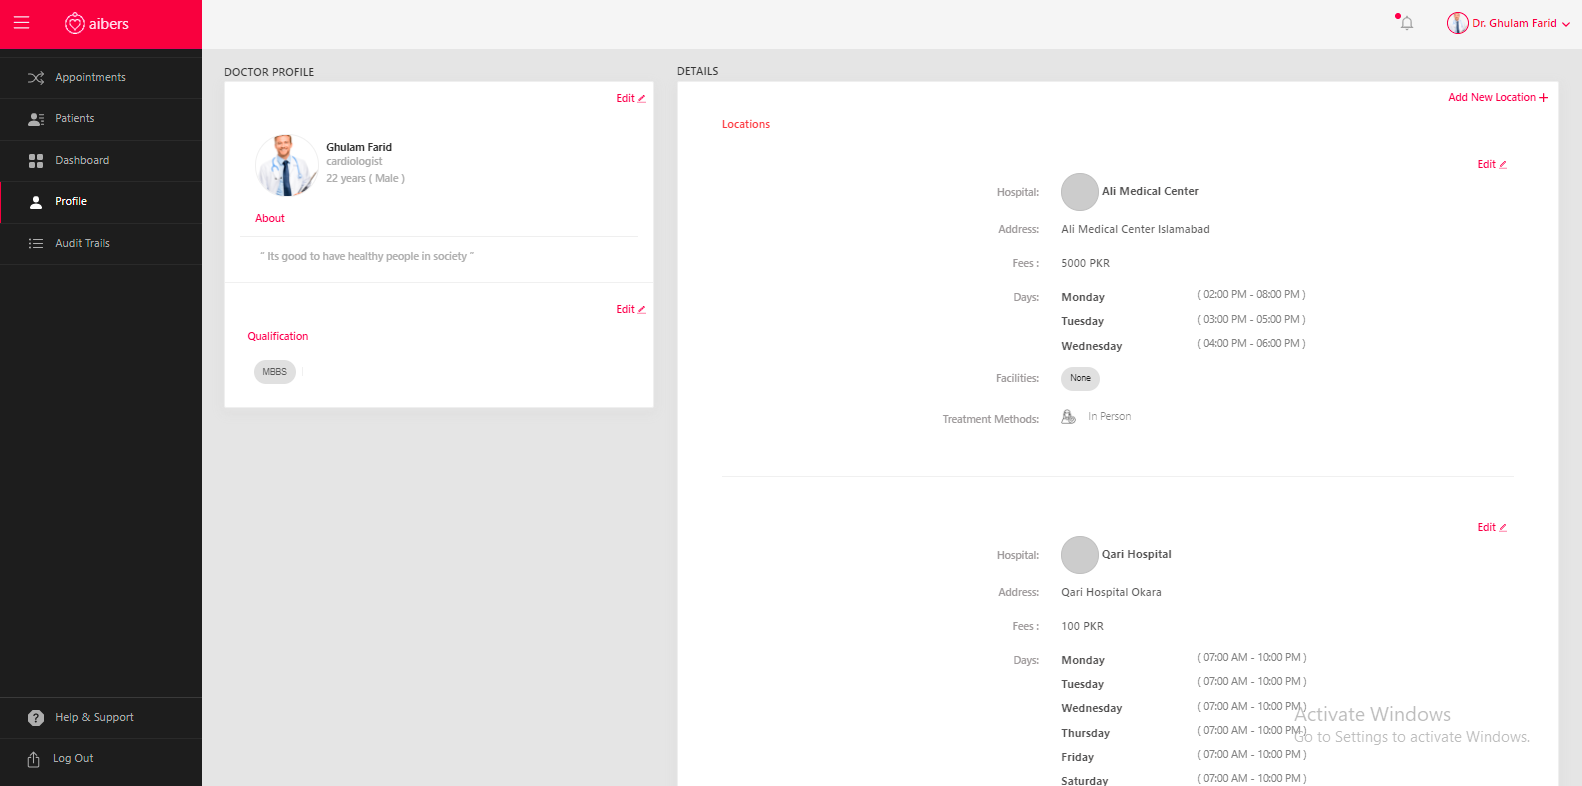 aibers
Dr. Ghulam Farid
Appointments
Patients
Dashboard
Profile
Audit Trails
Help & Support
Log Out
DOCTOR PROFILE
Edit
Ghulam Farid
cardiologist
22 years ( Male )
About
" Its good to have healthy people in society "
Edit
Qualification
MBBS
DETAILS
Add New Location +
Locations
Edit
Hospital: Ali Medical Center
Address: Ali Medical Center Islamabad
Fees : 5000 PKR
Days: Monday ( 02:00 PM - 08:00 PM )
Tuesday ( 03:00 PM - 05:00 PM )
Wednesday ( 04:00 PM - 06:00 PM )
Facilities: None
Treatment Methods: In Person
Edit
Hospital: Qari Hospital
Address: Qari Hospital Okara
Fees : 100 PKR
Days: Monday ( 07:00 AM - 10:00 PM )
Tuesday ( 07:00 AM - 10:00 PM )
Wednesday ( 07:00 AM - 10:00 PM )
Thursday ( 07:00 AM - 10:00 PM )
Friday ( 07:00 AM - 10:00 PM )
Saturday ( 07:00 AM - 10:00 PM )
Activate Windows
Go to Settings to activate Windows.